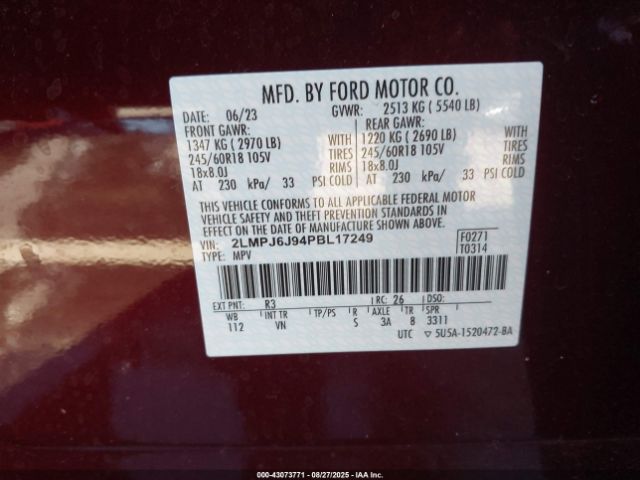 MFD. BY FORD MOTOR CO.
DATE: 06/23 GVWR: 2513 KG ( 5540 LB)
FRONT GAWR: REAR GAWR:
1347 KG ( 2970 LB) WITH 1220 KG ( 2690 LB) WITH
245/60R18 105V TIRES 245/60R18 105V TIRES
18x8.0J RIMS 18x8.0J RIMS
AT 230 kPa/ 33 PSI COLD AT 230 kPa/ 33 PSI COLD
THIS VEHICLE CONFORMS TO ALL APPLICABLE FEDERAL MOTOR
VEHICLE SAFETY AND THEFT PREVENTION STANDARDS IN
EFFECT ON THE DATE OF MANUFACTURE SHOWN ABOVE.
VIN: 2LMPJ6J94PBL17249 F0271
TYPE: MPV T0314
EXT PNT: R3 RC: 26 DSO:
WB INT TR TP/PS R AXLE TR SPR
112 VN S 3A 8 3311
UTC ▽5U5A-1520472-BA
©00-43073771 - 08/27/2025 - IAA Inc.